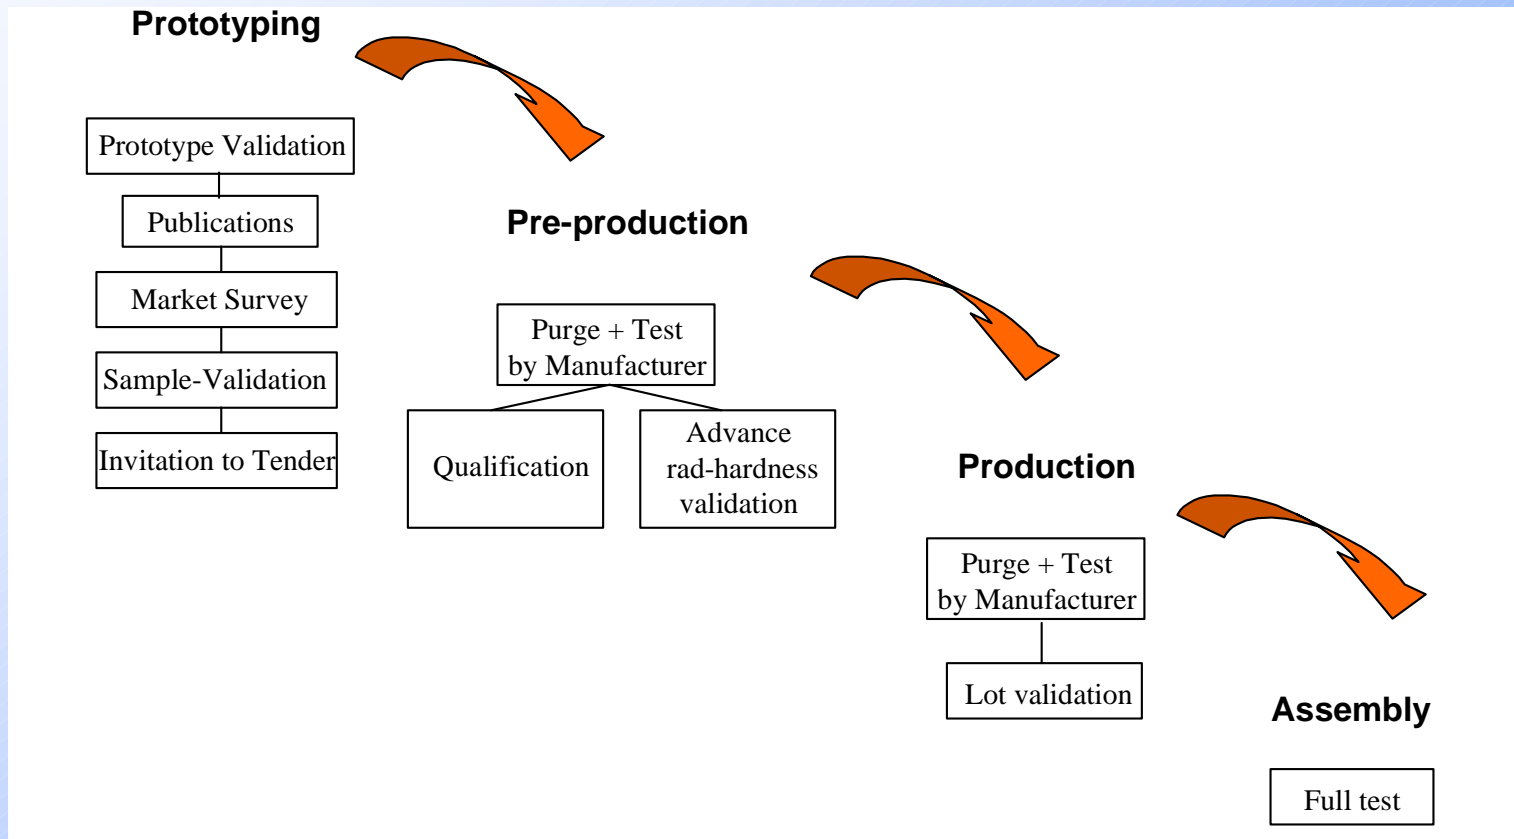 Prototyping
Prototype Validation
Publications
Market Survey
Sample-Validation
Invitation to Tender
Pre-production
Purge + Test
by Manufacturer
Qualification
Advance
rad-hardness
validation
Production
Purge + Test
by Manufacturer
Lot validation
Assembly
Full test